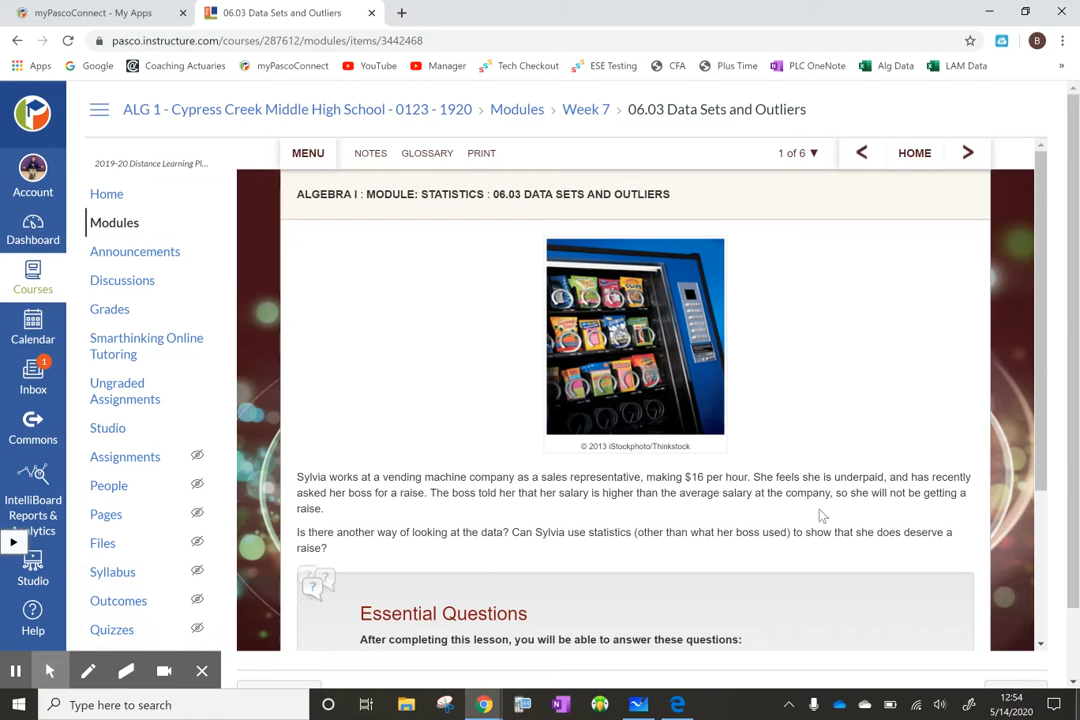 myPascoConnect - My Apps
06.03 Data Sets and Outliers
pasco.instructure.com/courses/287612/modules/items/3442468
B
Apps
Google
Coaching Actuaries
myPascoConnect
YouTube
Manager
Tech Checkout
ESE Testing
CFA
Plus Time
PLC OneNote
Alg Data
LAM Data
»
ALG 1 - Cypress Creek Middle High School - 0123 - 1920 › Modules › Week 7 › 06.03 Data Sets and Outliers
Account
Dashboard
Courses
Calendar
1
Inbox
Commons
IntelliBoard
Reports &
Analytics
Studio
Help
2019-20 Distance Learning Pl...
Home
Modules
Announcements
Discussions
Grades
Smarthinking Online
Tutoring
Ungraded
Assignments
Studio
Assignments
People
Pages
Files
Syllabus
Outcomes
Quizzes
MENU
NOTES
GLOSSARY
PRINT
1 of 6 ▼
HOME
ALGEBRA I : MODULE: STATISTICS : 06.03 DATA SETS AND OUTLIERS
© 2013 iStockphoto/Thinkstock
Sylvia works at a vending machine company as a sales representative, making $16 per hour. She feels she is underpaid, and has recently
asked her boss for a raise. The boss told her that her salary is higher than the average salary at the company, so she will not be getting a
raise.
Is there another way of looking at the data? Can Sylvia use statistics (other than what her boss used) to show that she does deserve a
raise?
Essential Questions
After completing this lesson, you will be able to answer these questions:
Type here to search
12:54
5/14/2020